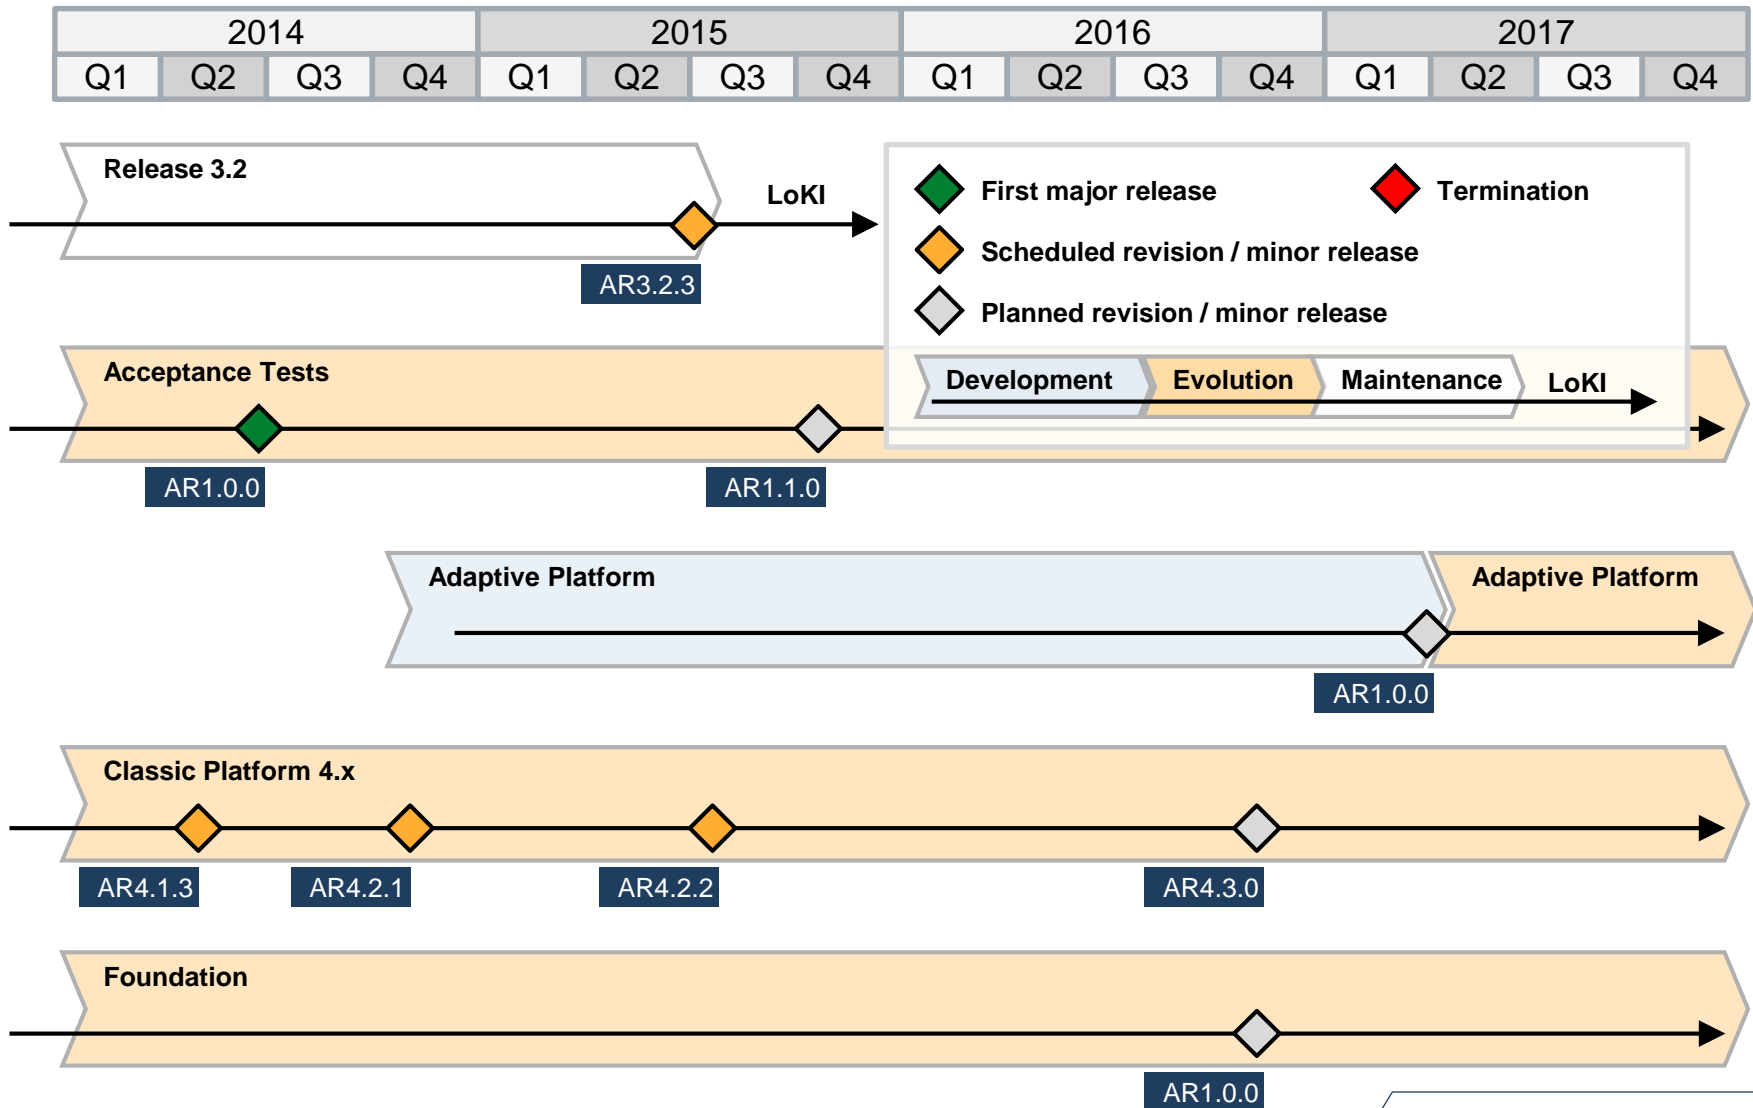 2014 2015 2016 2017
Q1 Q2 Q3 Q4 Q1 Q2 Q3 Q4 Q1 Q2 Q3 Q4 Q1 Q2 Q3 Q4
Release 3.2
LoKI
AR3.2.3
First major release
Termination
Scheduled revision / minor release
Planned revision / minor release
Development Evolution Maintenance LoKI
Acceptance Tests
AR1.0.0 AR1.1.0
Adaptive Platform Adaptive Platform
AR1.0.0
Classic Platform 4.x
AR4.1.3 AR4.2.1 AR4.2.2 AR4.3.0
Foundation
AR1.0.0